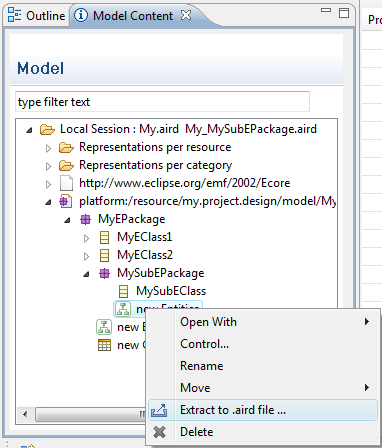 Outline Model Content
Pro
Model
type filter text
Local Session : My.aird My_MySubEPackage.aird
Representations per resource
Representations per category
http://www.eclipse.org/emf/2002/Ecore
platform:/resource/my.project.design/model/My
MyEPackage
MyEClass1
MyEClass2
MySubEPackage
MySubEClass
new Entities
new E
new C
Open With
Control...
Rename
Move
Extract to .aird file ...
Delete